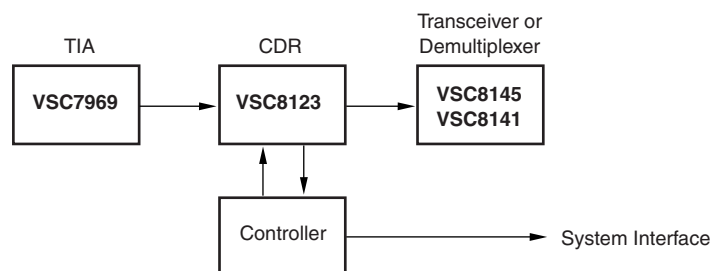 TIA
CDR
Transceiver or
Demultiplexer
VSC7969
VSC8123
VSC8145
VSC8141
Controller
System Interface